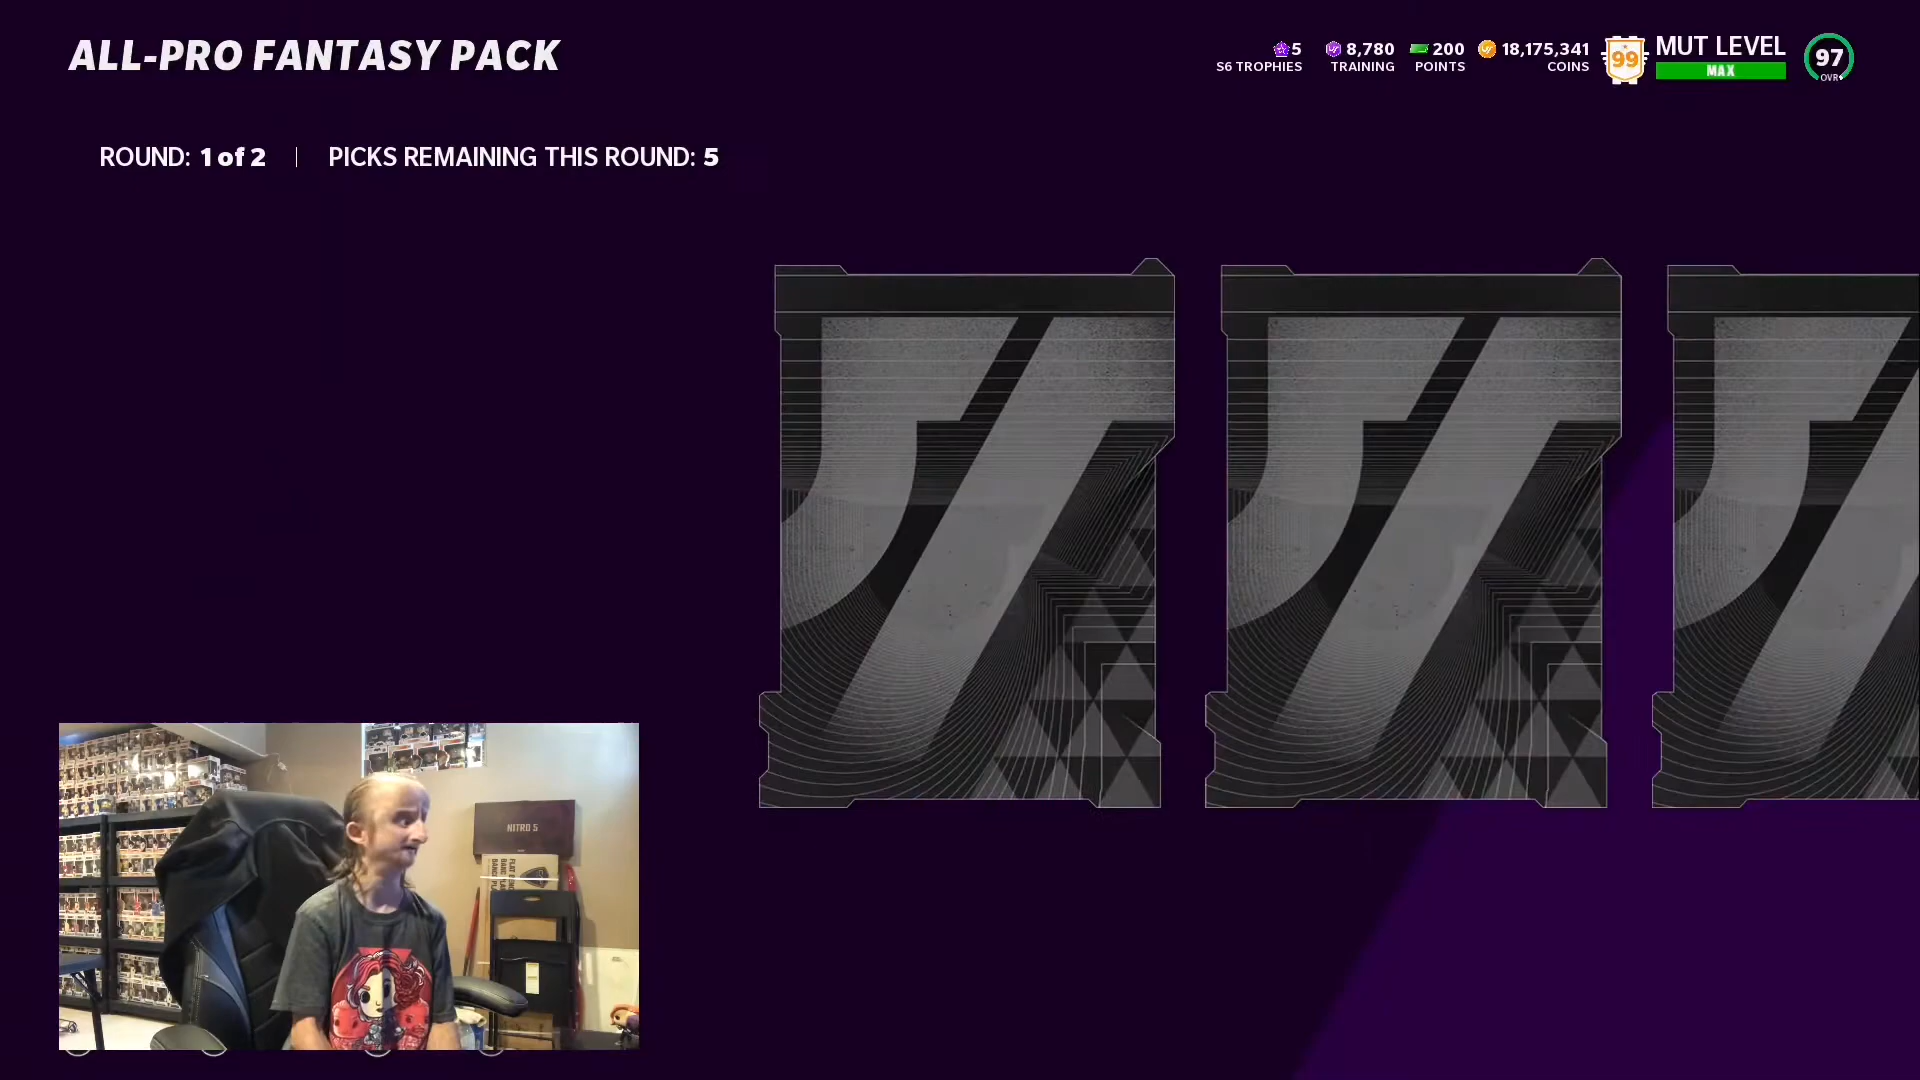 ALL-PRO FANTASY PACK
5
S6 TROPHIES
8,780
TRAINING
200
POINTS
18,175,341
COINS
99
MUT LEVEL
MAX
97
OVR
ROUND: 1 of 2 | PICKS REMAINING THIS ROUND: 5
NITRO 5